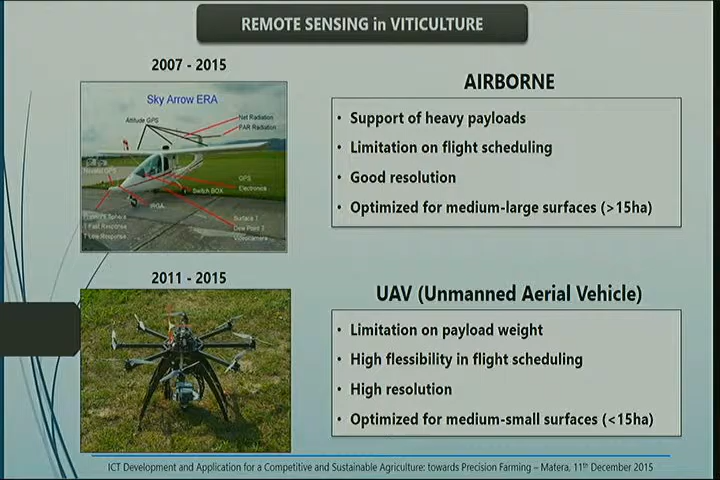 REMOTE SENSING in VITICULTURE
2007 - 2015
Sky Arrow ERA
Attitude GPS
Net Radiation
PAR Radiation
Novatel GPS
GPS
Electronics
Switch BOX
IRGA
Pressure Sphere
T Fast Response
T Low Response
Surface T
Dew Point T
Videocamera
AIRBORNE
• Support of heavy payloads
• Limitation on flight scheduling
• Good resolution
• Optimized for medium-large surfaces (>15ha)
2011 - 2015
UAV (Unmanned Aerial Vehicle)
• Limitation on payload weight
• High flessibility in flight scheduling
• High resolution
• Optimized for medium-small surfaces (<15ha)
ICT Development and Application for a Competitive and Sustainable Agriculture: towards Precision Farming – Matera, 11th December 2015